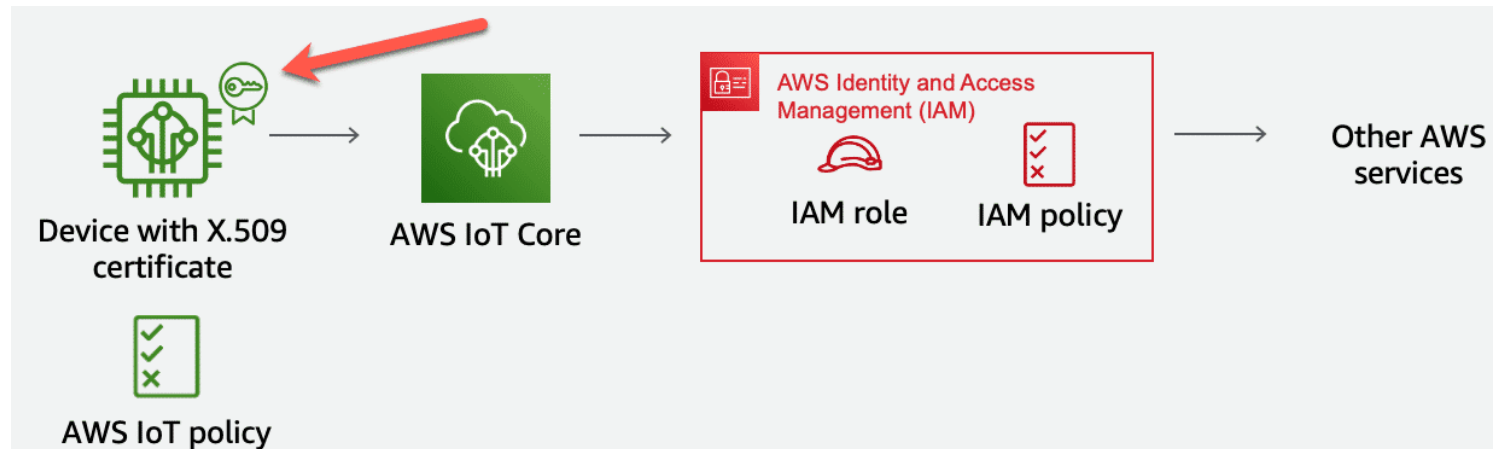 AWS Identity and Access
Management (IAM)
Device with X.509
certificate
AWS IoT Core
IAM role
IAM policy
Other AWS
services
AWS IoT policy